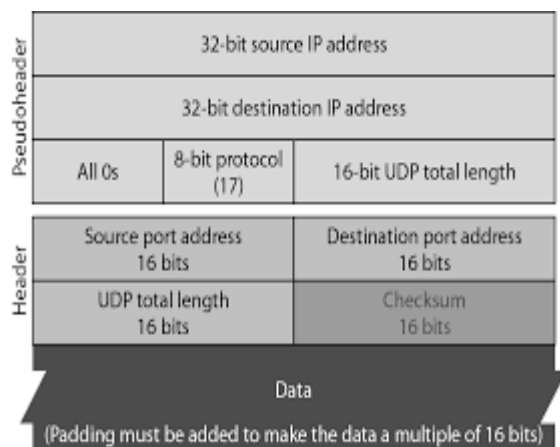 Pseudoheader
32-bit source IP address
32-bit destination IP address
All 0s
8-bit protocol
(17)
16-bit UDP total length
Header
Source port address
16 bits
Destination port address
16 bits
UDP total length
16 bits
Checksum
16 bits
Data
(Padding must be added to make the data a multiple of 16 bits)